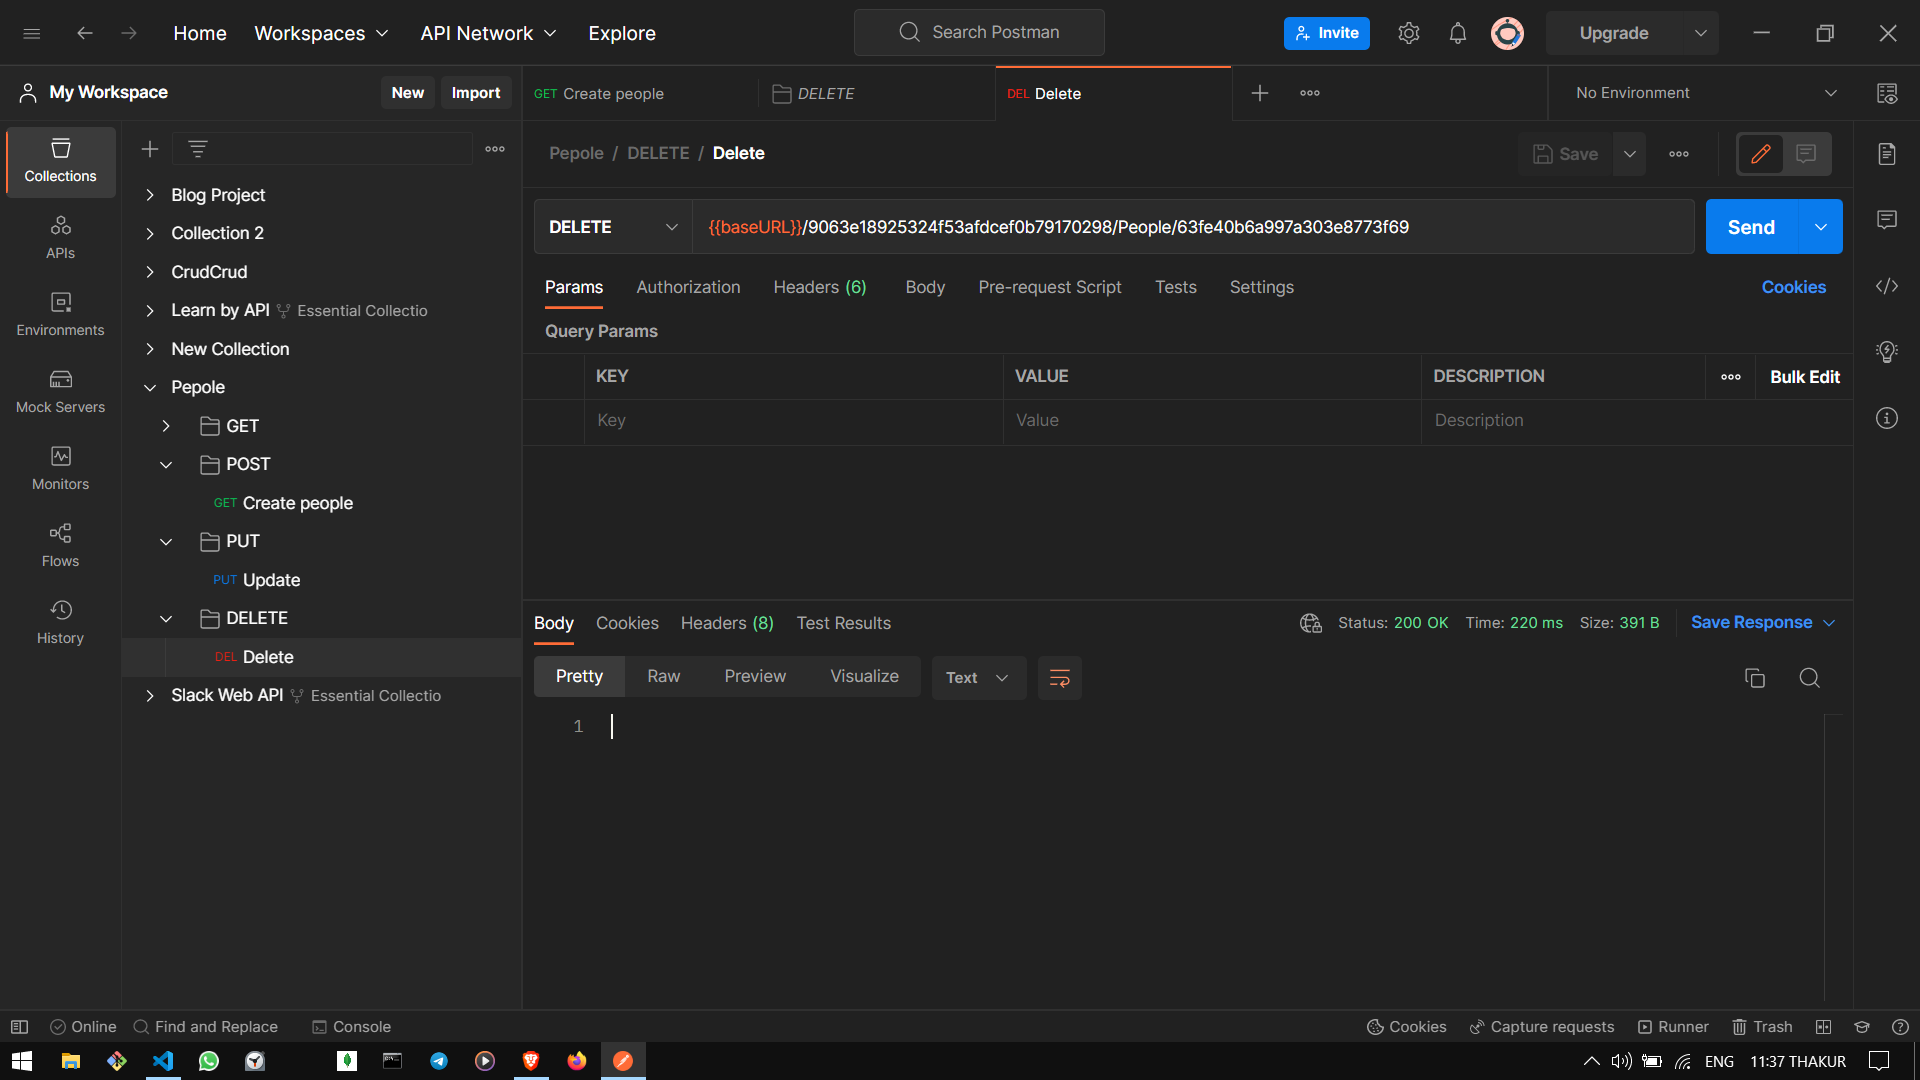 Home
Workspaces
API Network
Explore
Search Postman
Invite
Upgrade
My Workspace
New
Import
GET Create people
DELETE
DEL Delete
No Environment
Collections
APIs
Environments
Mock Servers
Monitors
Flows
History
Blog Project
Collection 2
CrudCrud
Learn by API Essential Collectio
New Collection
Pepole
GET
POST
GET Create people
PUT
PUT Update
DELETE
DEL Delete
Slack Web API Essential Collectio
Pepole / DELETE / Delete
Save
DELETE
{{baseURL}}/9063e18925324f53afdcef0b79170298/People/63fe40b6a997a303e8773f69
Send
Params
Authorization
Headers (6)
Body
Pre-request Script
Tests
Settings
Cookies
Query Params
KEY
VALUE
DESCRIPTION
Bulk Edit
Key
Value
Description
Body
Cookies
Headers (8)
Test Results
Status: 200 OK
Time: 220 ms
Size: 391 B
Save Response
Pretty
Raw
Preview
Visualize
Text
1
Online
Find and Replace
Console
Cookies
Capture requests
Runner
Trash
ENG
11:37 THAKUR